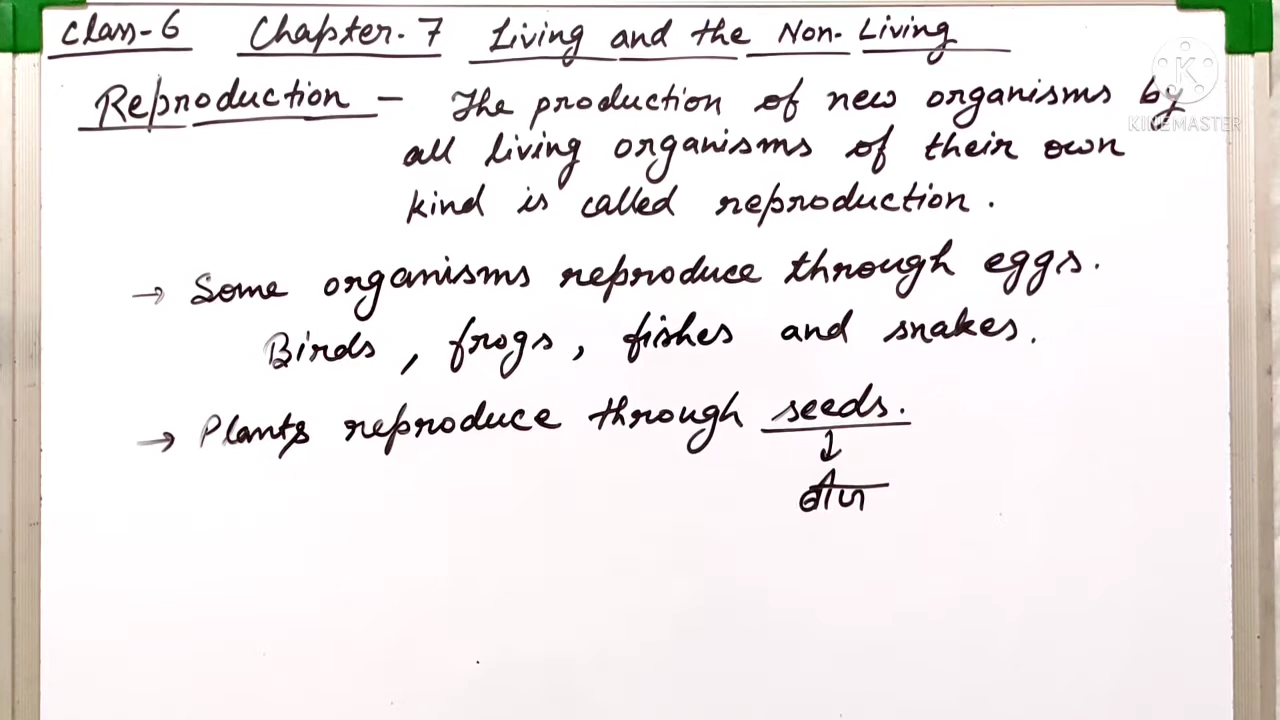 Class-6 Chapter-7 Living and the Non-Living
Reproduction - The production of new organisms by
all living organisms of their own
kind is called reproduction.
→ Some organisms reproduce through eggs.
Birds, frogs, fishes and snakes.
→ Plants reproduce through seeds.
↓
बीज
K
KINEMASTER